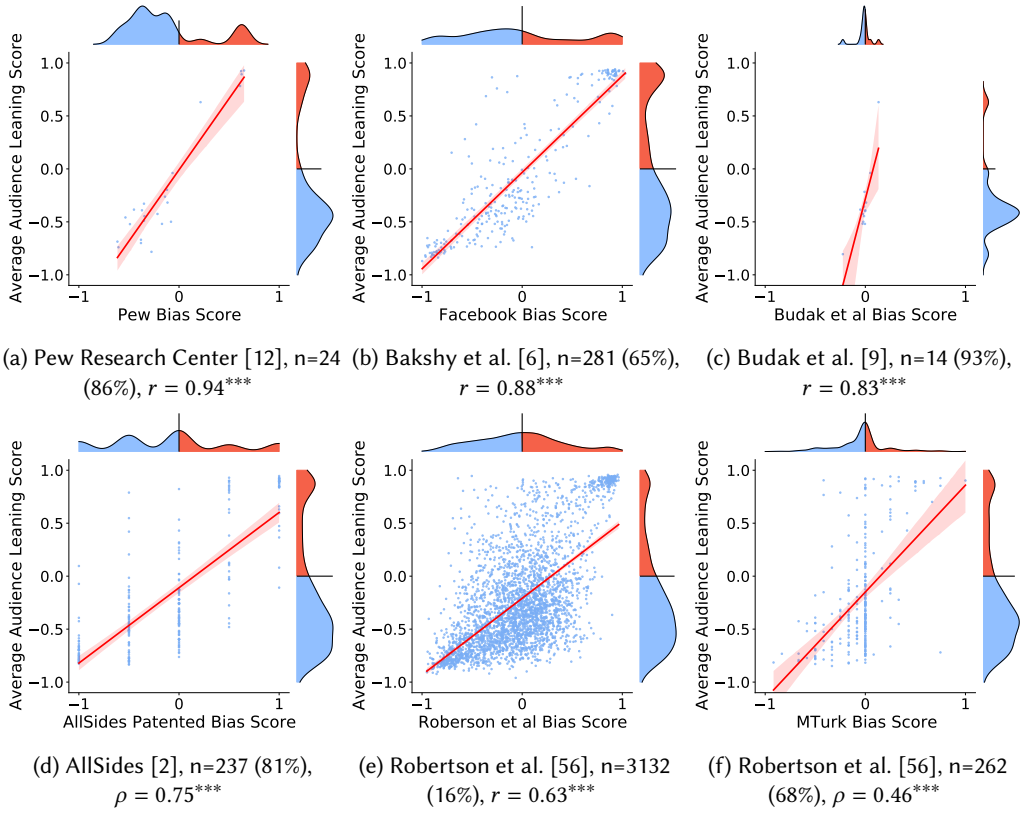 Average Audience Leaning Score
1.0
0.5
0.0
−0.5
−1.0
−1 0 1
Pew Bias Score
(a) Pew Research Center [12], n=24
(86%), r = 0.94***
Average Audience Leaning Score
1.0
0.5
0.0
−0.5
−1.0
−1 0 1
Facebook Bias Score
(b) Bakshy et al. [6], n=281 (65%),
r = 0.88***
Average Audience Leaning Score
1.0
0.5
0.0
−0.5
−1.0
−1 0 1
Budak et al Bias Score
(c) Budak et al. [9], n=14 (93%),
r = 0.83***
Average Audience Leaning Score
1.0
0.5
0.0
−0.5
−1.0
−1 0 1
AllSides Patented Bias Score
(d) AllSides [2], n=237 (81%),
ρ = 0.75***
Average Audience Leaning Score
1.0
0.5
0.0
−0.5
−1.0
−1 0 1
Roberson et al Bias Score
(e) Robertson et al. [56], n=3132
(16%), r = 0.63***
Average Audience Leaning Score
1.0
0.5
0.0
−0.5
−1.0
−1 0 1
MTurk Bias Score
(f) Robertson et al. [56], n=262
(68%), ρ = 0.46***